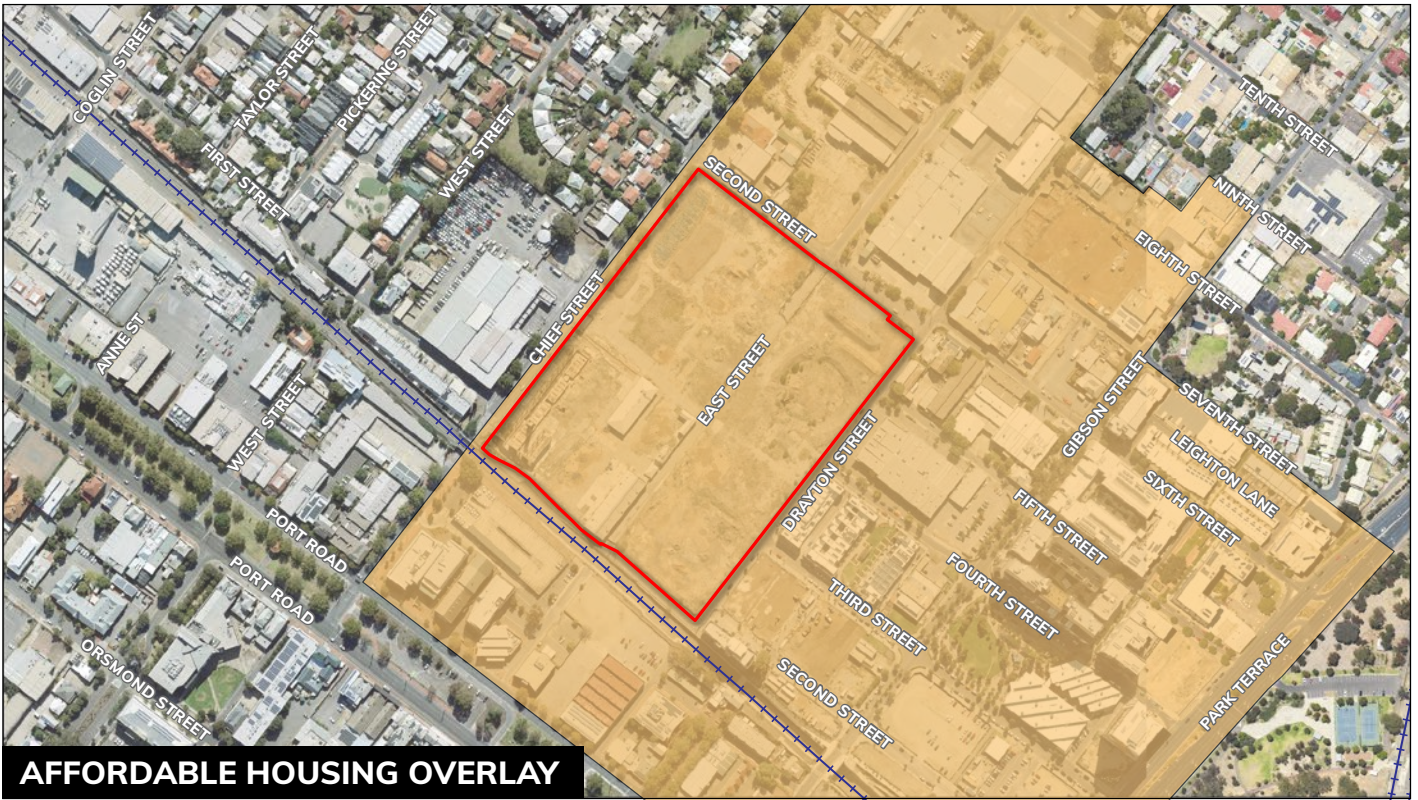 COGLIN STREET
TAYLOR STREET
PICKERING STREET
FIRST STREET
WEST STREET
SECOND STREET
TENTH STREET
NINTH STREET
EIGHTH STREET
CHIEF STREET
ANNE ST
EAST STREET
WEST STREET
GIBSON STREET
SEVENTH STREET
LEIGHTON LANE
SIXTH STREET
DRAYTON STREET
FIFTH STREET
PORT ROAD
PORT ROAD
FOURTH STREET
THIRD STREET
ORSMOND STREET
SECOND STREET
PARK TERRACE
AFFORDABLE HOUSING OVERLAY